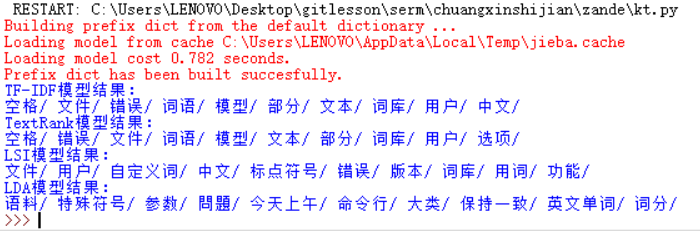 RESTART: C:\Users\LENOVO\Desktop\gitlesson\serm\chuangxinshijian\zande\kt.py
Building prefix dict from the default dictionary ...
Loading model from cache C:\Users\LENOVO\AppData\Local\Temp\jieba.cache
Loading model cost 0.782 seconds.
Prefix dict has been built succesfully.
TF-IDF模型结果:
空格/ 文件/ 错误/ 词语/ 模型/ 部分/ 文本/ 词库/ 用户/ 中文/
TextRank模型结果:
空格/ 错误/ 文件/ 词语/ 模型/ 文本/ 部分/ 词库/ 用户/ 选项/
LSI模型结果:
文件/ 用户/ 自定义词/ 中文/ 标点符号/ 错误/ 版本/ 词库/ 用词/ 功能/
LDA模型结果:
语料/ 特殊符号/ 参数/ 問題/ 今天上午/ 命令行/ 大类/ 保持一致/ 英文单词/ 词分/
>>>